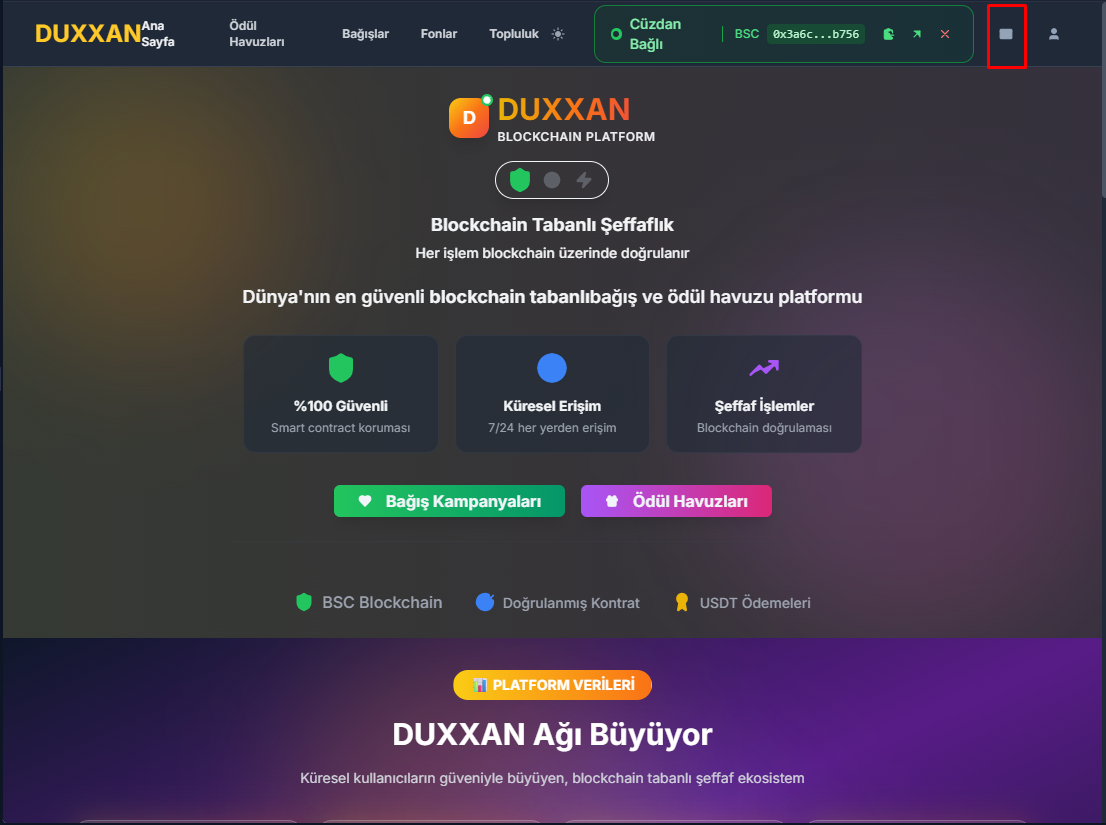 DUXXAN
Ana Sayfa
Ödül Havuzları
Bağışlar
Fonlar
Topluluk
Cüzdan Bağlı
BSC 0x3a6c...b756
D
DUXXAN
BLOCKCHAIN PLATFORM
Blockchain Tabanlı Şeffaflık
Her işlem blockchain üzerinde doğrulanır
Dünya'nın en güvenli blockchain tabanlıbağış ve ödül havuzu platformu
%100 Güvenli
Smart contract koruması
Küresel Erişim
7/24 her yerden erişim
Şeffaf İşlemler
Blockchain doğrulaması
Bağış Kampanyaları
Ödül Havuzları
BSC Blockchain
Doğrulanmış Kontrat
USDT Ödemeleri
PLATFORM VERİLERİ
DUXXAN Ağı Büyüyor
Küresel kullanıcıların güveniyle büyüyen, blockchain tabanlı şeffaf ekosistem